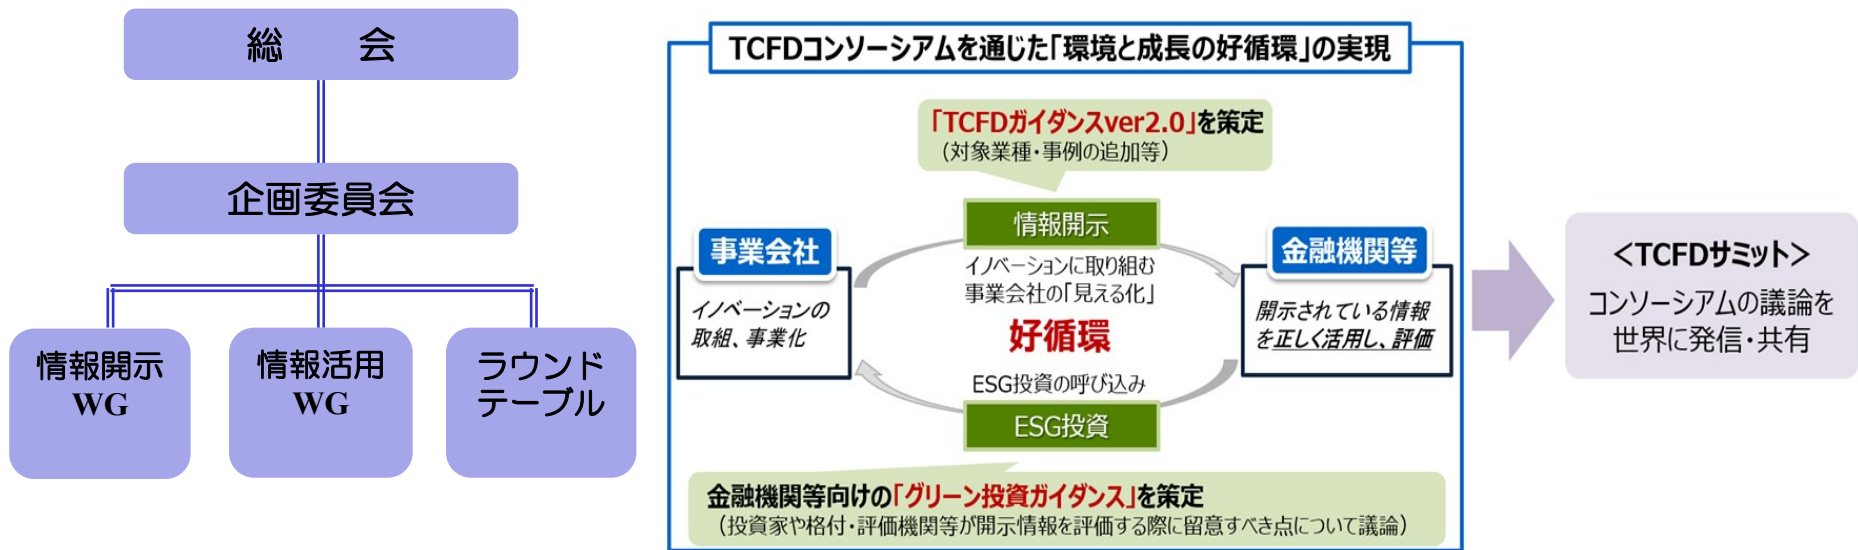 総　会
企画委員会
情報開示
WG
情報活用
WG
ラウンド
テーブル
TCFDコンソーシアムを通じた「環境と成長の好循環」の実現
「TCFDガイダンスver2.0」を策定
（対象業種・事例の追加等）
情報開示
イノベーションに取り組む
事業会社の「見える化」
好循環
ESG投資の呼び込み
ESG投資
事業会社
イノベーションの
取組、事業化
金融機関等
開示されている情報
を正しく活用し、評価
金融機関等向けの「グリーン投資ガイダンス」を策定
（投資家や格付・評価機関等が開示情報を評価する際に留意すべき点について議論）
＜TCFDサミット＞
コンソーシアムの議論を
世界に発信・共有